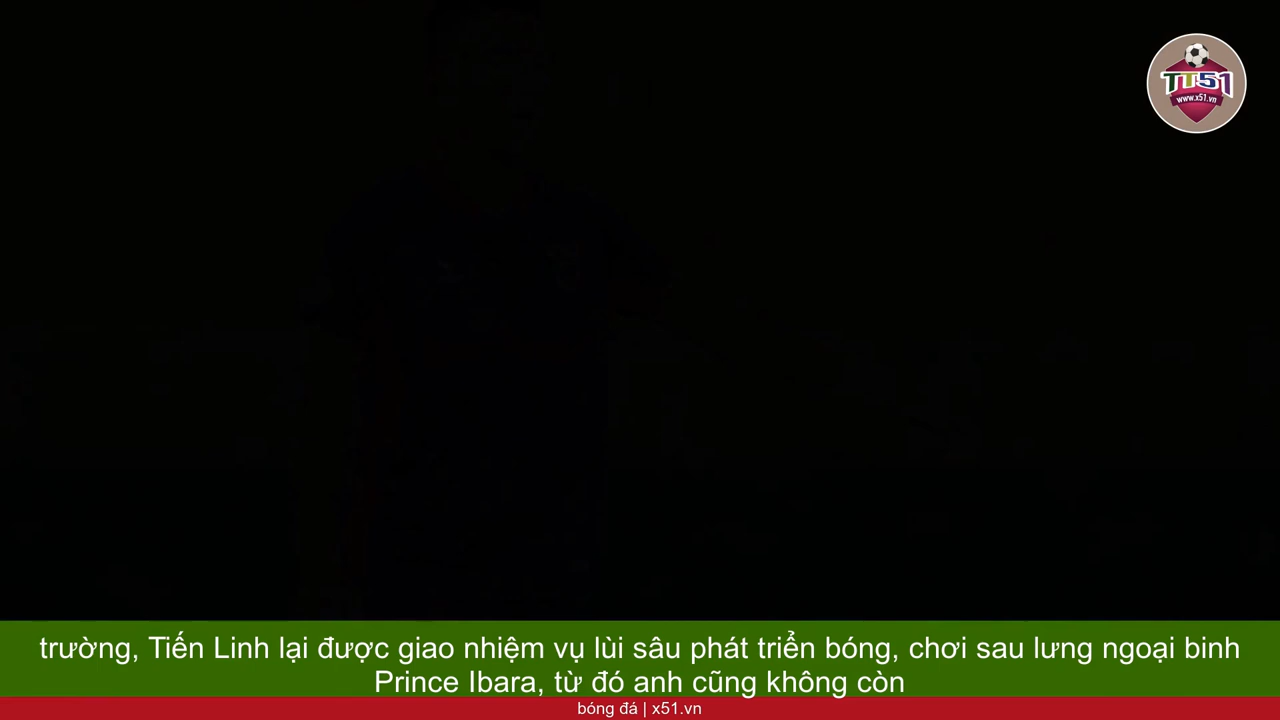 TT51
www.x51.vn
trường, Tiến Linh lại được giao nhiệm vụ lùi sâu phát triển bóng, chơi sau lưng ngoại binh
Prince Ibara, từ đó anh cũng không còn
bóng đá | x51.vn